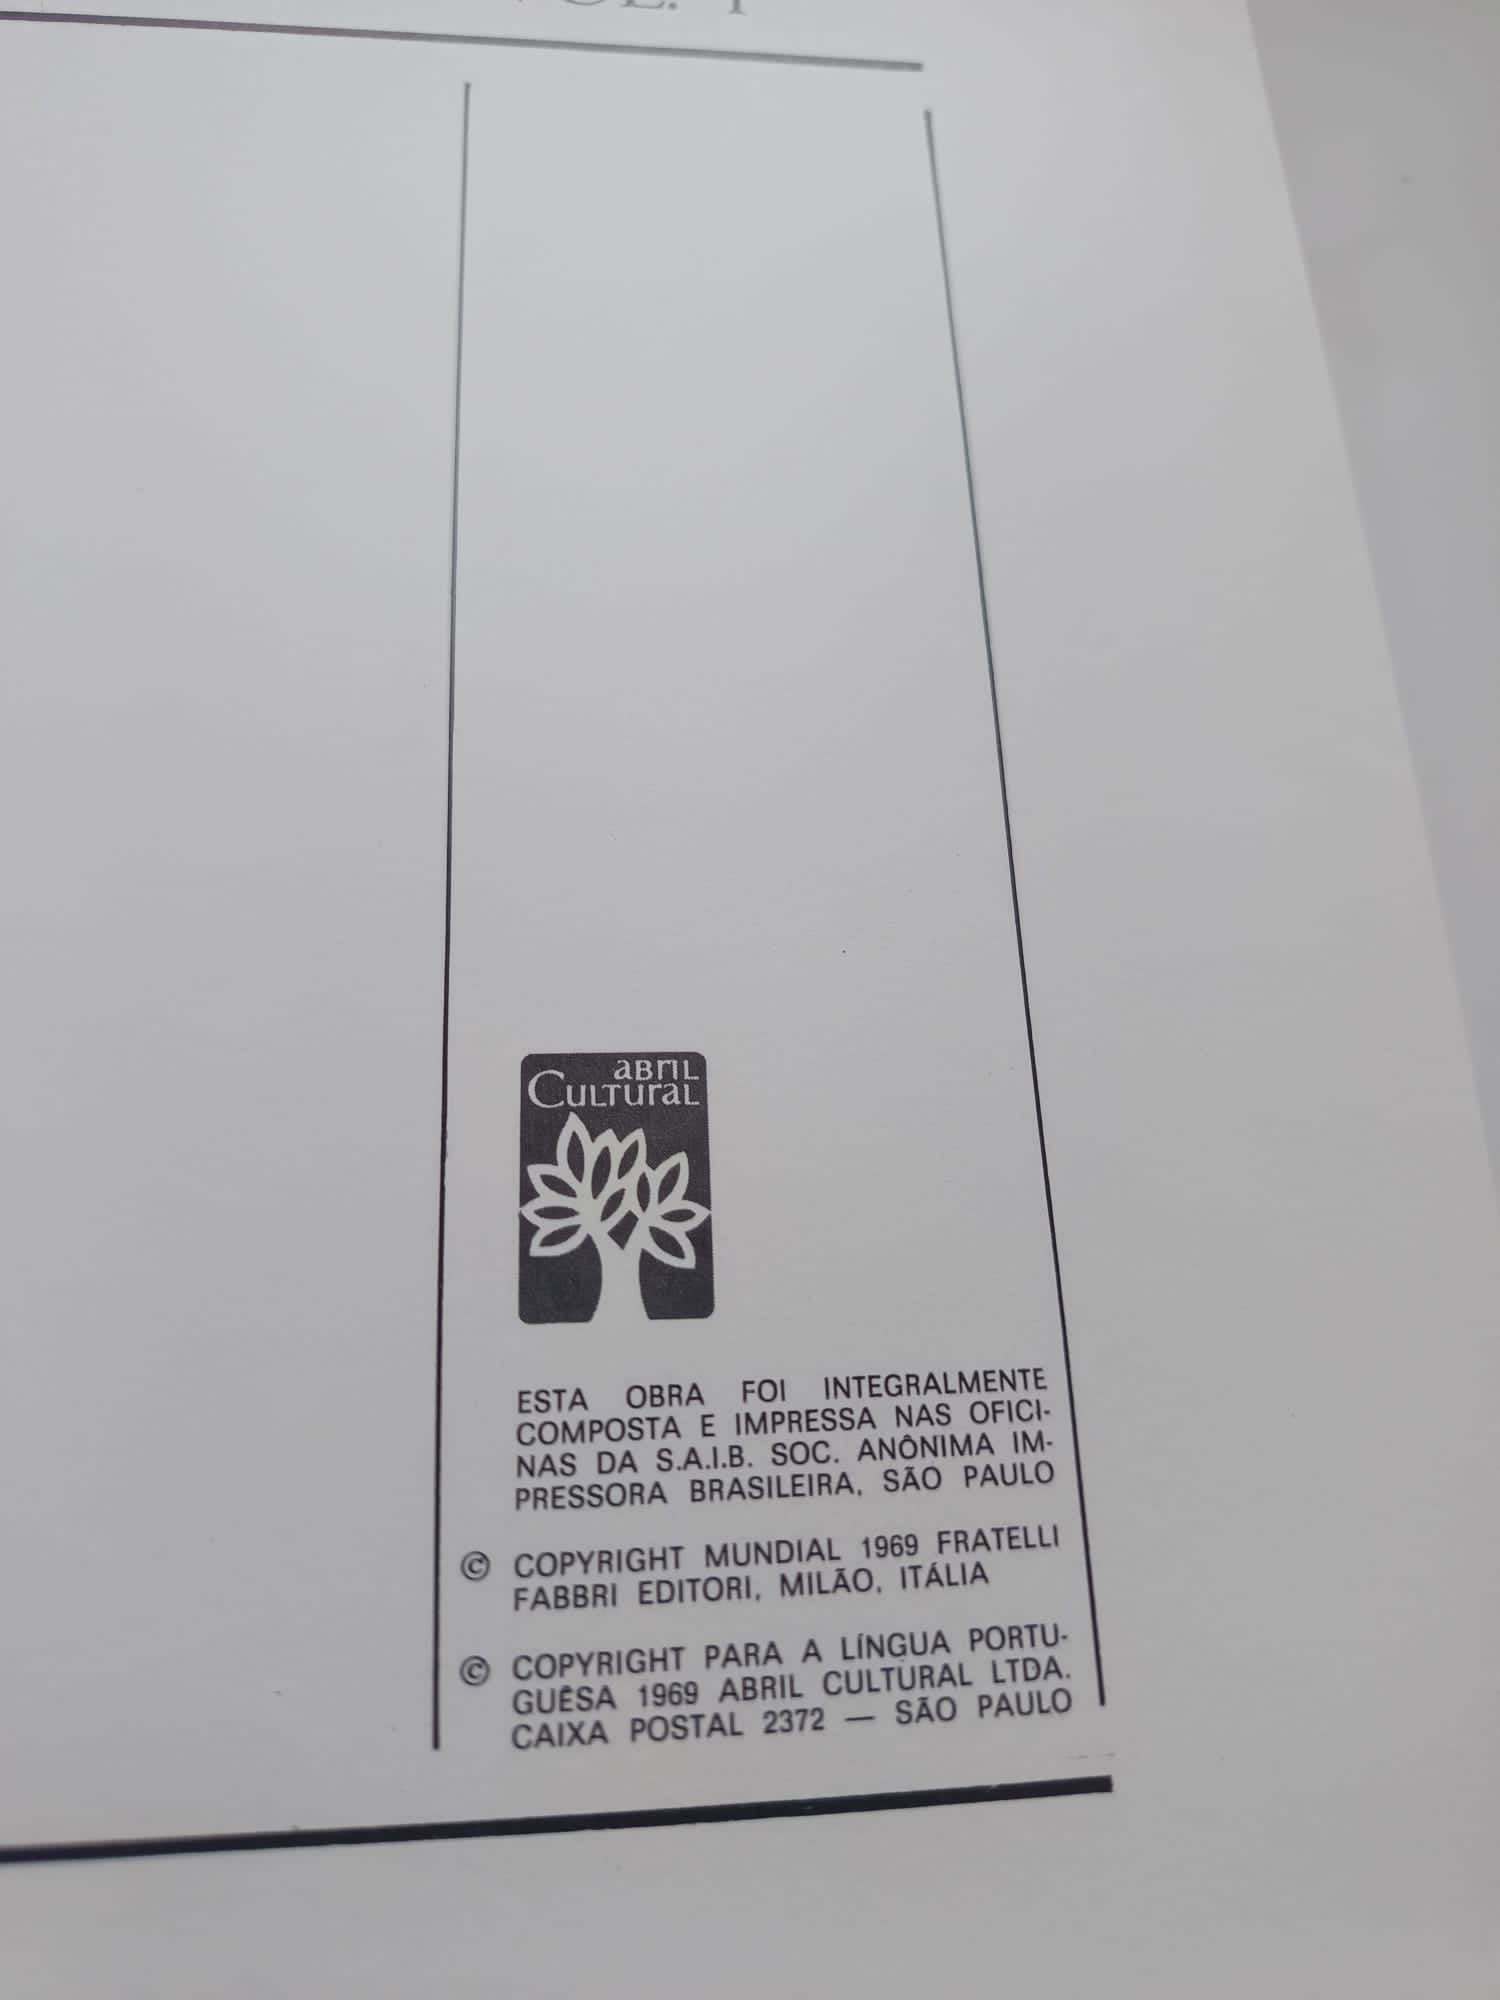 VOL. 1
abril
Cultural
ESTA OBRA FOI INTEGRALMENTE
COMPOSTA E IMPRESSA NAS OFICI-
NAS DA S.A.I.B. SOC. ANÔNIMA IM-
PRESSORA BRASILEIRA, SÃO PAULO
© COPYRIGHT MUNDIAL 1969 FRATELLI
FABBRI EDITORI, MILÃO, ITÁLIA
© COPYRIGHT PARA A LÍNGUA PORTU-
GUÊSA 1969 ABRIL CULTURAL LTDA.
CAIXA POSTAL 2372 — SÃO PAULO